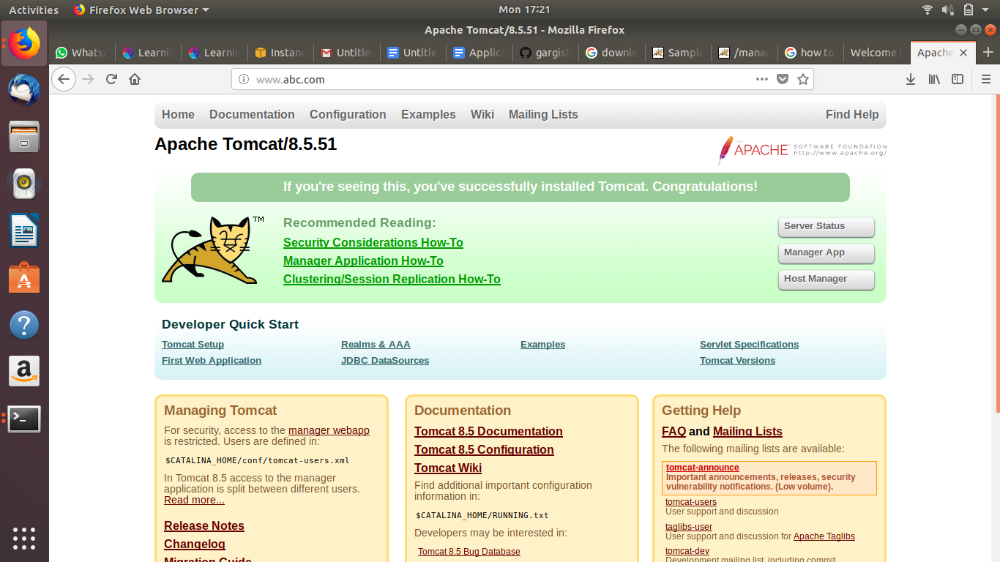 Activities Firefox Web Browser Mon 17:21
Apache Tomcat/8.5.51 - Mozilla Firefox
WhatsA Learnin Learnin Instanc Untitle Untitle Applica gargish downlo Sample /manag how to Welcome Apache
www.abc.com
Home Documentation Configuration Examples Wiki Mailing Lists Find Help
Apache Tomcat/8.5.51
THE APACHE SOFTWARE FOUNDATION
http://www.apache.org/
If you're seeing this, you've successfully installed Tomcat. Congratulations!
TM
Recommended Reading:
Security Considerations How-To
Manager Application How-To
Clustering/Session Replication How-To
Server Status
Manager App
Host Manager
Developer Quick Start
Tomcat Setup Realms & AAA Examples Servlet Specifications
First Web Application JDBC DataSources Tomcat Versions
Managing Tomcat
For security, access to the manager webapp
is restricted. Users are defined in:
$CATALINA_HOME/conf/tomcat-users.xml
In Tomcat 8.5 access to the manager
application is split between different users.
Read more...
Release Notes
Changelog
Migration Guide
Documentation
Tomcat 8.5 Documentation
Tomcat 8.5 Configuration
Tomcat Wiki
Find additional important configuration
information in:
$CATALINA_HOME/RUNNING.txt
Developers may be interested in:
Tomcat 8.5 Bug Database
Getting Help
FAQ and Mailing Lists
The following mailing lists are available:
tomcat-announce
Important announcements, releases, security
vulnerability notifications. (Low volume).
tomcat-users
User support and discussion
taglibs-user
User support and discussion for Apache Taglibs
tomcat-dev
Development mailing list, including commit